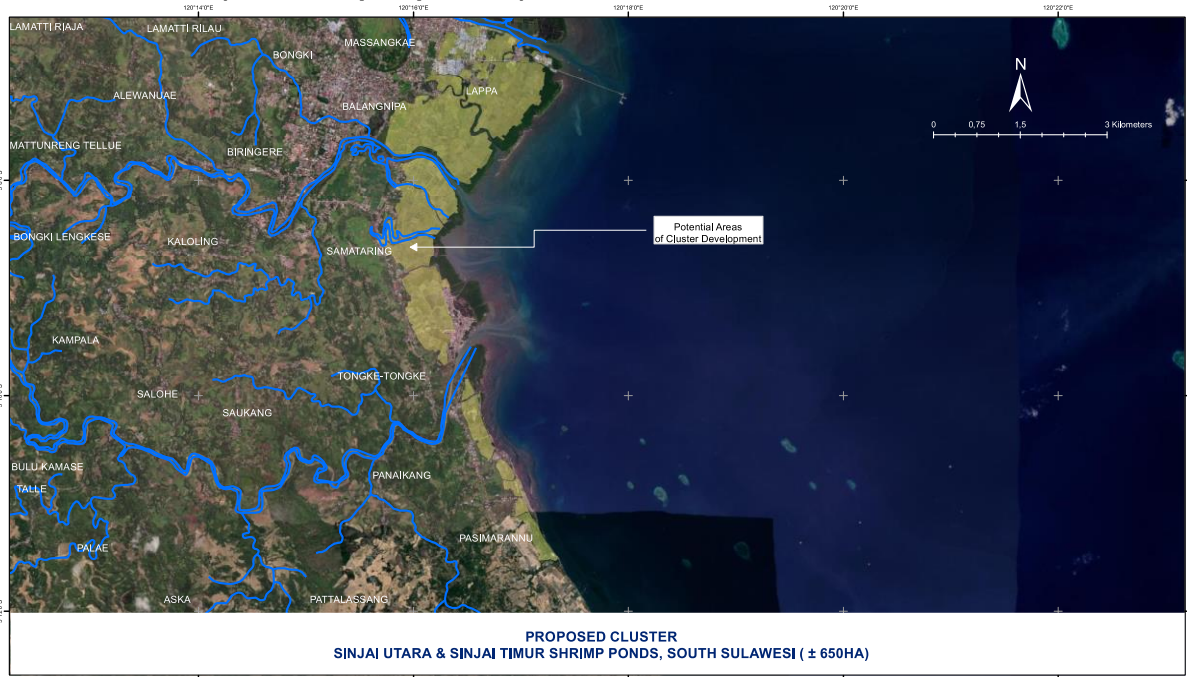 120°14'0"E 120°16'0"E 120°18'0"E 120°20'0"E 120°22'0"E
LAMATTI RIAJA
LAMATTI RILAU
MASSANGKAE
BONGKI
ALEWANUAE
LAPPA
BALANGNIPA
MATTUNRENG TELLUE
BIRINGERE
N
0 0,75 1,5 3 Kilometers
BONGKI LENGKESE
KALOLING
SAMATARING
Potential Areas
of Cluster Development
KAMPALA
TONGKE-TONGKE
SALOHE
SAUKANG
BULU KAMASE
PANAIKANG
TALLE
PASIMARANNU
PALAE
ASKA
PATTALASSANG
PROPOSED CLUSTER
SINJAI UTARA & SINJAI TIMUR SHRIMP PONDS, SOUTH SULAWESI ( ± 650HA)